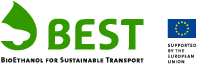 BEST
BIOETHANOL FOR SUSTAINABLE TRANSPORT
SUPPORTED
BY THE
EUROPEAN
UNION